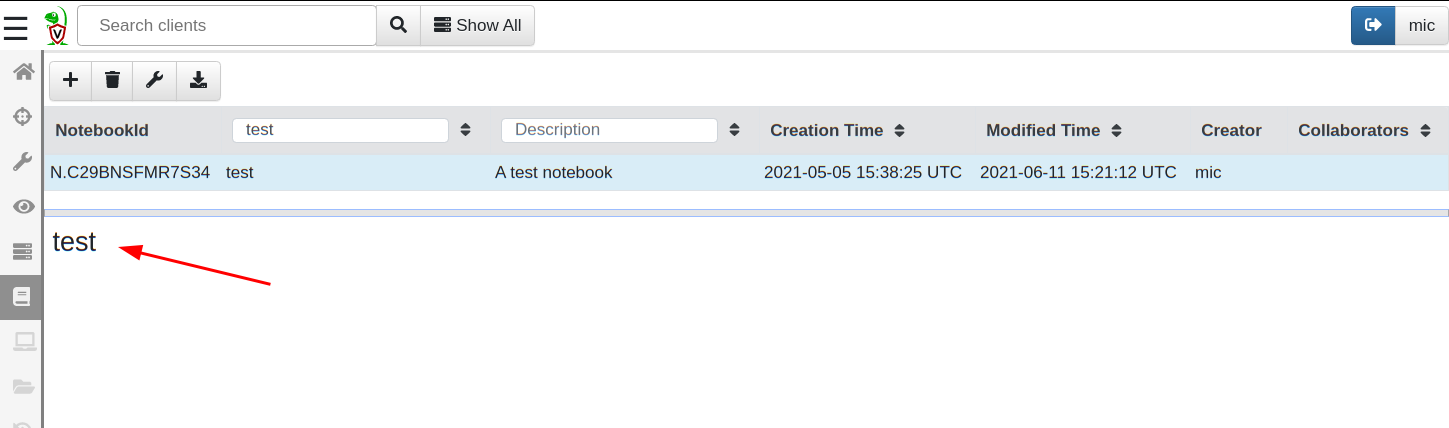 V Search clients Show All mic
NotebookId test Description Creation Time Modified Time Creator Collaborators
N.C29BNSFMR7S34 test A test notebook 2021-05-05 15:38:25 UTC 2021-06-11 15:21:12 UTC mic
test